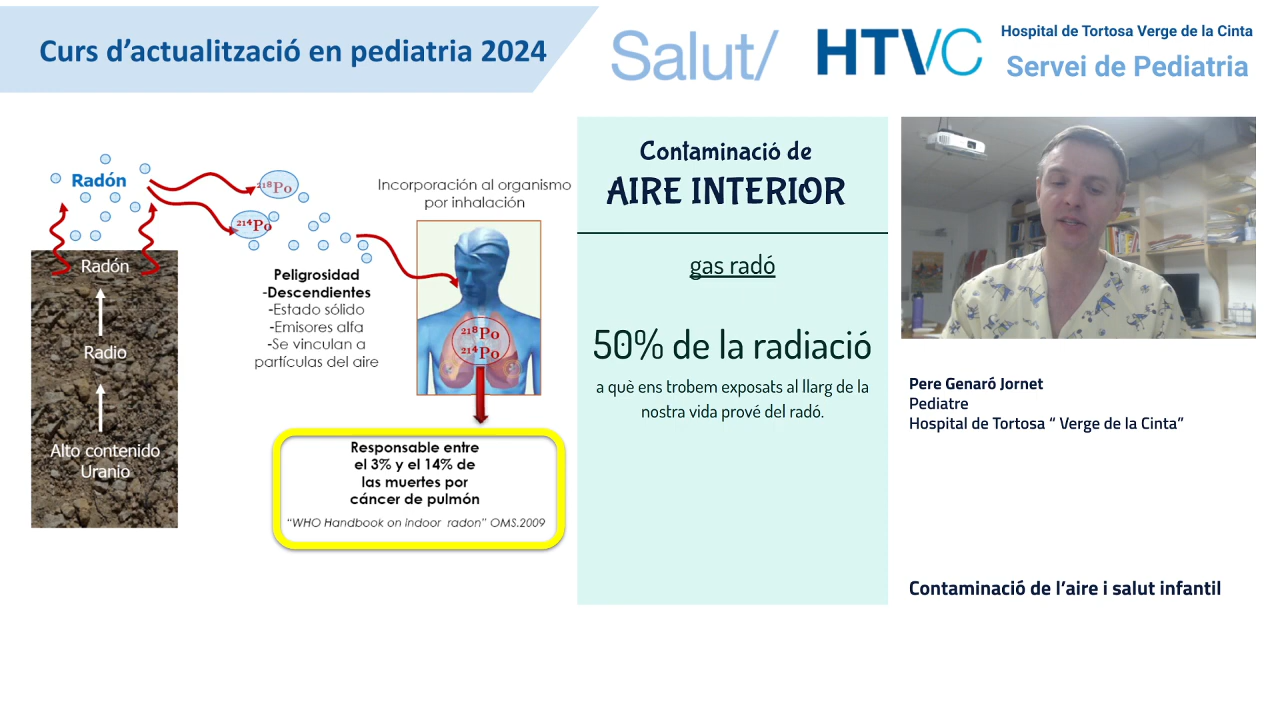 Curs d’actualització en pediatria 2024
Salut/
HTVC
Hospital de Tortosa Verge de la Cinta
Servei de Pediatria
Radón
²¹⁸Po
²¹⁴Po
Radón
Radio
Alto contenido
Uranio
Peligrosidad
-Descendientes
-Estado sólido
-Emisores alfa
-Se vinculan a
partículas del aire
Incorporación al organismo
por inhalación
²¹⁸Po
²¹⁴Po
Responsable entre
el 3% y el 14% de
las muertes por
cáncer de pulmón
“WHO Handbook on indoor radon” OMS.2009
Contaminació de
AIRE INTERIOR
gas radó
50% de la radiació
a què ens trobem exposats al llarg de la
nostra vida prové del radó.
Pere Genaró Jornet
Pediatre
Hospital de Tortosa “ Verge de la Cinta”
Contaminació de l’aire i salut infantil